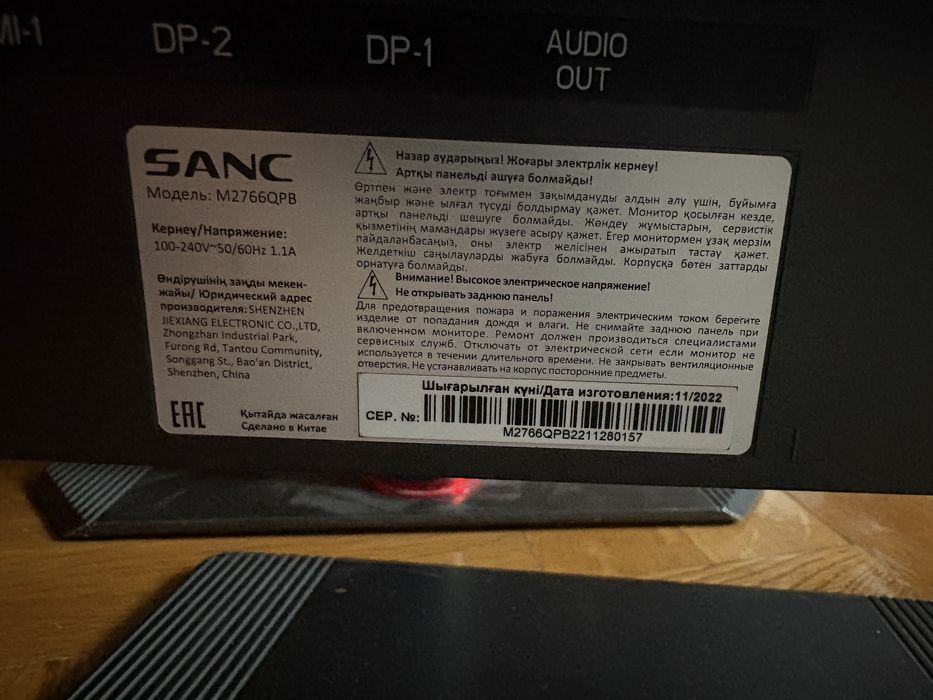 DP-2
DP-1
AUDIO
OUT
SANC
Модель: M2766QPB
Кернеу/Напряжение:
100-240V~50/60Hz 1.1A
Өндірушінің заңды мекен-
жайы/ Юридический адрес
производителя: SHENZHEN
JIEXIANG ELECTRONIC CO.,LTD,
Zhongzhan Industrial Park,
Furong Rd, Tantou Community,
Songgang St., Bao'an District,
Shenzhen, China
EAC
Қытайда жасалған
Сделано в Китае
Назар аударыңыз! Жоғары электрлік кернеу!
Артқы панельді ашуға болмайды!
Өртпен және электр тоғымен зақымдануды алдын алу үшін, бұйымға
жаңбыр және ылғал түсуді болдырмау қажет. Монитор қосылған кезде,
артқы панельді шешуге болмайды. Жөндеу жұмыстарын, сервистік
қызметінің мамандары жүзеге асыру қажет. Егер монитормен ұзақ мерзім
пайдаланбасаңыз, оны электр желісінен ажыратып тастау қажет.
Желдеткіш саңылауларды жабуға болмайды. Корпусқа бөтен заттарды
орнатуға болмайды.
Внимание! Высокое электрическое напряжение!
Не открывать заднюю панель!
Для предотвращения пожара и поражения электрическим током берегите
изделие от попадания дождя и влаги. Не снимайте заднюю панель при
включенном мониторе. Ремонт должен производиться специалистами
сервисных служб. Отключать от электрической сети если монитор не
используется в течении длительного времени. Не закрывать вентиляционные
отверстия. Не устанавливать на корпус посторонние предметы.
Шығарылған күні/Дата изготовления:11/2022
СЕР. №:
M2766QPB2211280157